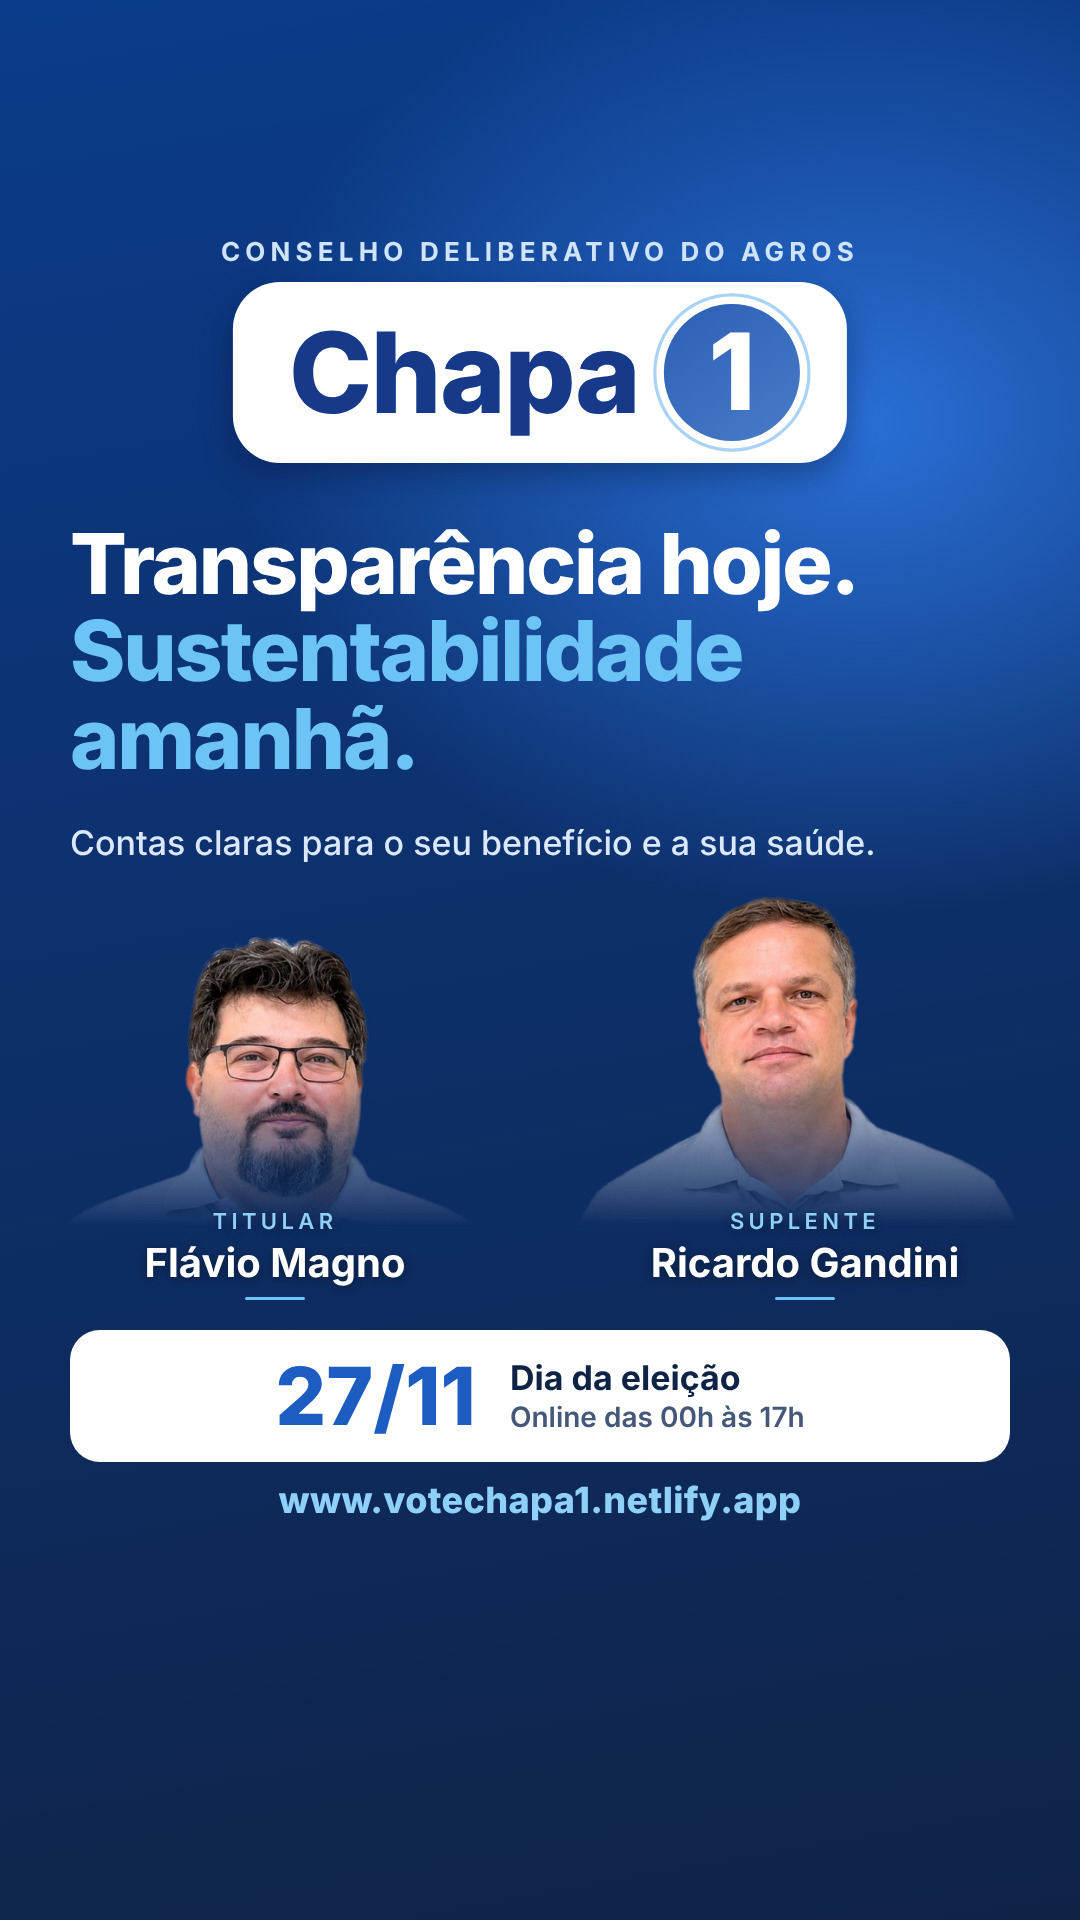 CONSELHO DELIBERATIVO DO AGROS
Chapa 1
Transparência hoje.
Sustentabilidade
amanhã.
Contas claras para o seu benefício e a sua saúde.
TITULAR
Flávio Magno
SUPLENTE
Ricardo Gandini
27/11
Dia da eleição
Online das 00h às 17h
www.votechapa1.netlify.app